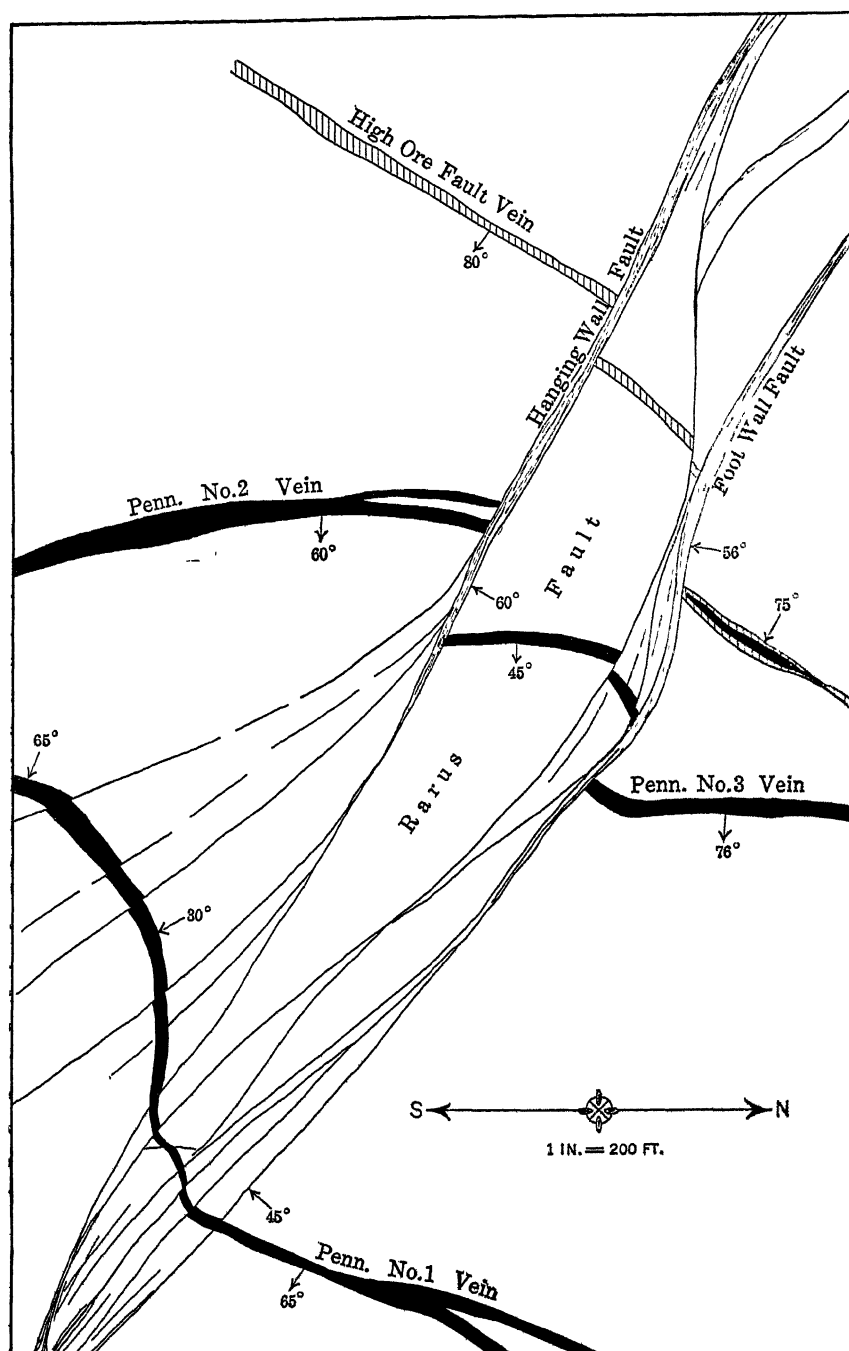 High Ore Fault Vein
80°
Hanging Wall Fault
Foot Wall Fault
Penn. No.2 Vein
60°
Fault
56°
60°
75°
45°
65°
Rarus
Penn. No.3 Vein
76°
80°
S N
1 IN.= 200 FT.
45°
Penn. No.1 Vein
65°